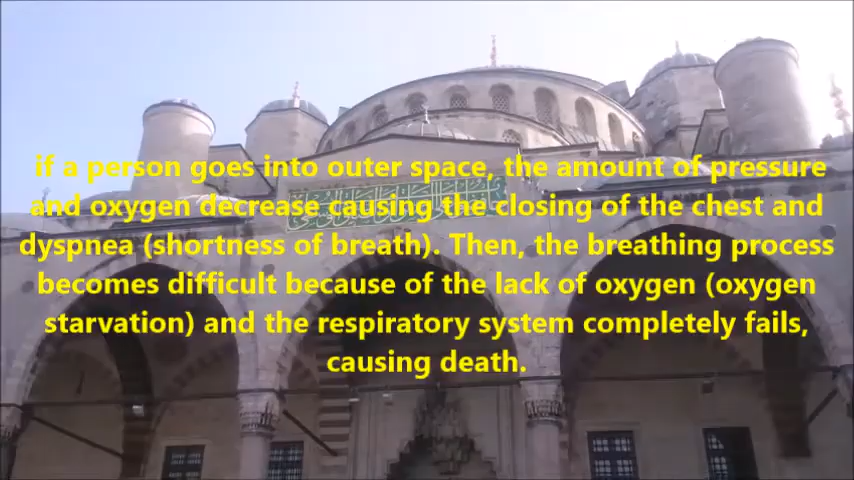 if a person goes into outer space, the amount of pressure
and oxygen decrease causing the closing of the chest and
dyspnea (shortness of breath). Then, the breathing process
becomes difficult because of the lack of oxygen (oxygen
starvation) and the respiratory system completely fails,
causing death.